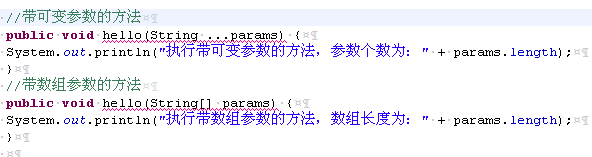 //带可变参数的方法
public void hello(String ...params) {
System.out.println("执行带可变参数的方法，参数个数为：" + params.length);
}
//带数组参数的方法
public void hello(String[] params) {
System.out.println("执行带数组参数的方法，数组长度为：" + params.length);
}